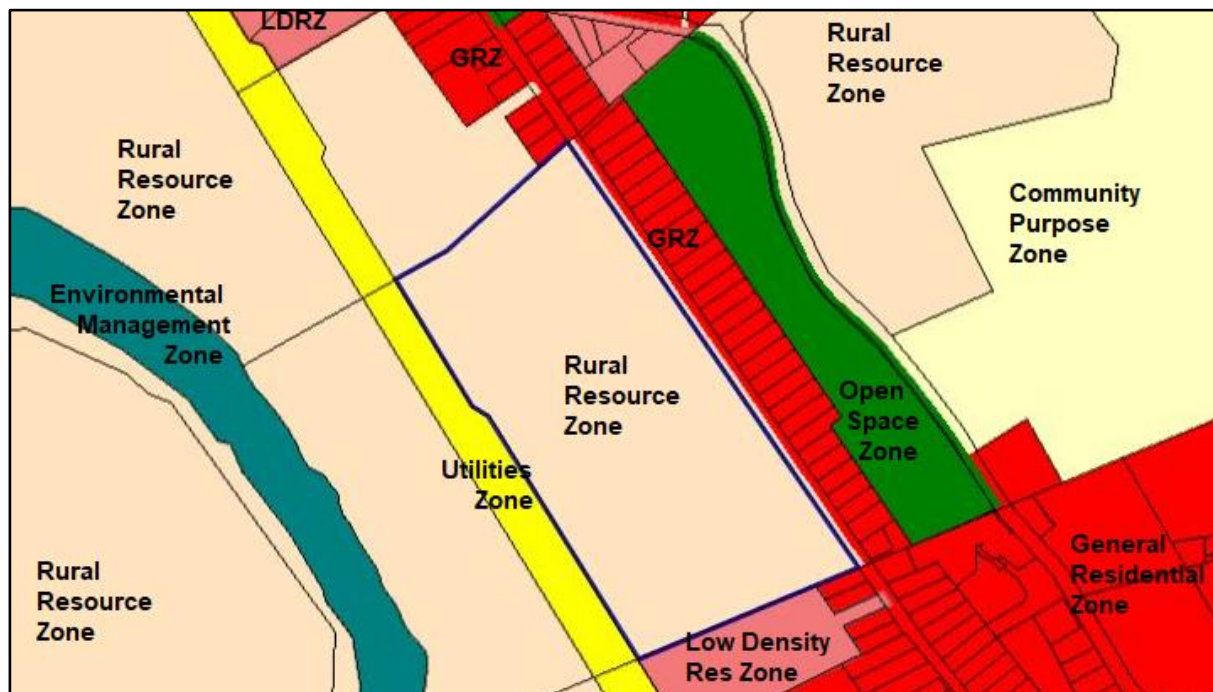 LDRZ
GRZ
Rural
Resource
Zone
Rural
Resource
Zone
Community
Purpose
Zone
GRZ
Environmental
Management
Zone
Rural
Resource
Zone
Open
Space
Zone
Utilities
Zone
Rural
Resource
Zone
General
Residential
Zone
Low Density
Res Zone